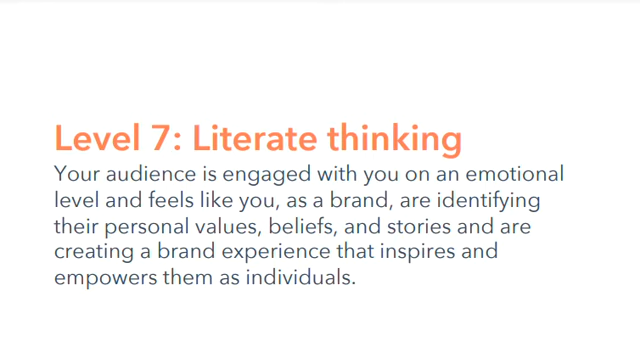 Level 7: Literate thinking
Your audience is engaged with you on an emotional
level and feels like you, as a brand, are identifying
their personal values, beliefs, and stories and are
creating a brand experience that inspires and
empowers them as individuals.